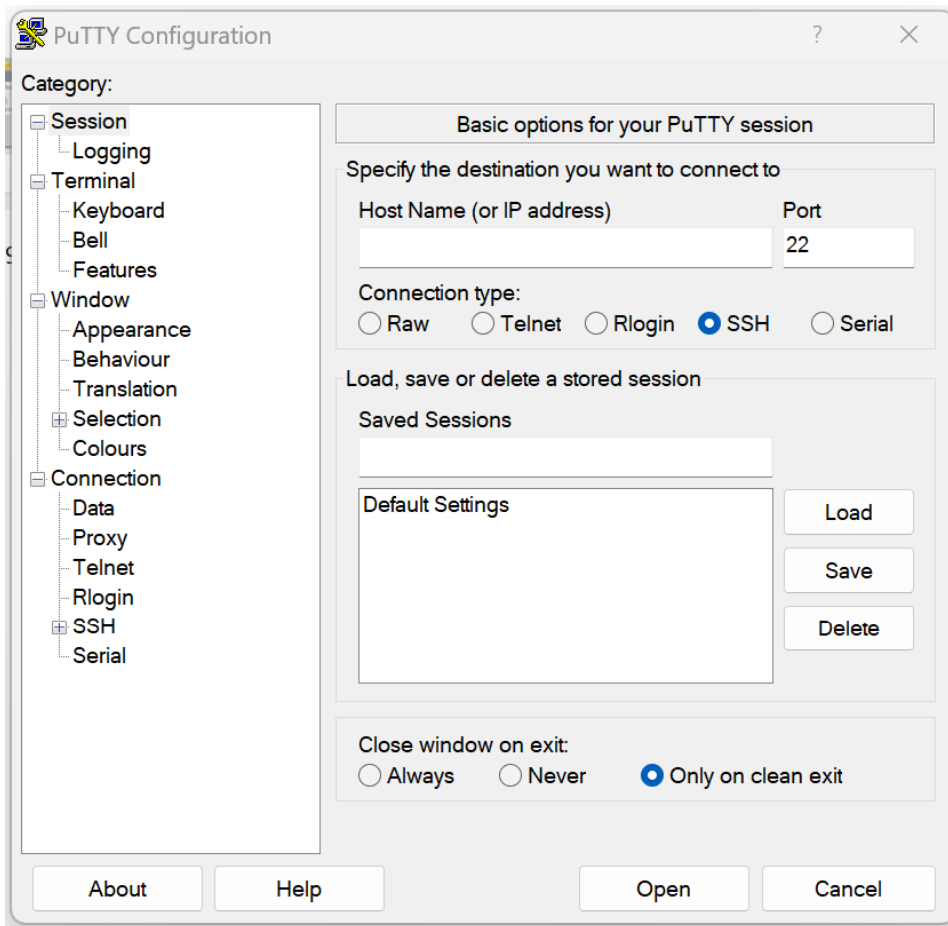 PuTTY Configuration
?
Category:
Session
Logging
Terminal
Keyboard
Bell
Features
Window
Appearance
Behaviour
Translation
Selection
Colours
Connection
Data
Proxy
Telnet
Rlogin
SSH
Serial
Basic options for your PuTTY session
Specify the destination you want to connect to
Host Name (or IP address) Port
22
Connection type:
Raw Telnet Rlogin SSH Serial
Load, save or delete a stored session
Saved Sessions
Default Settings
Load
Save
Delete
Close window on exit:
Always Never Only on clean exit
About Help Open Cancel